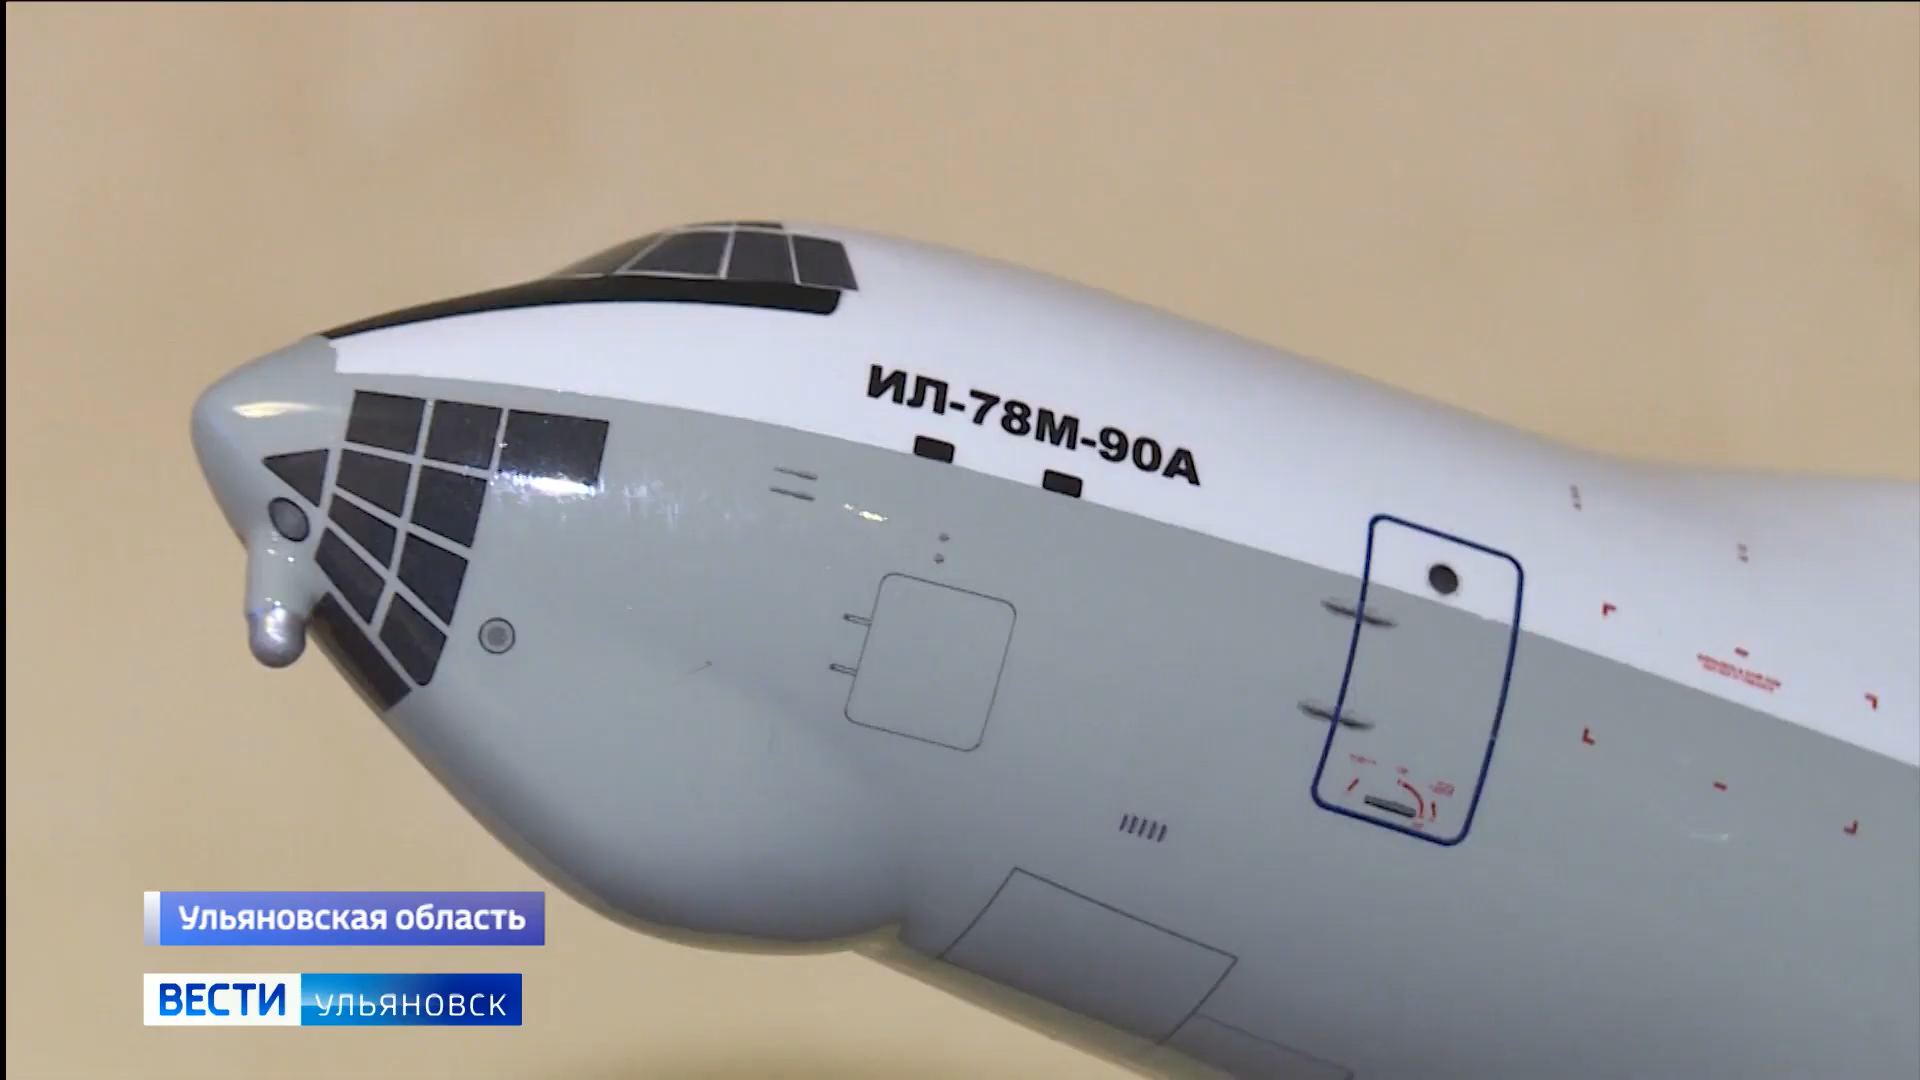 ИЛ-78М-90А
Ульяновская область
ВЕСТИ УЛЬЯНОВСК